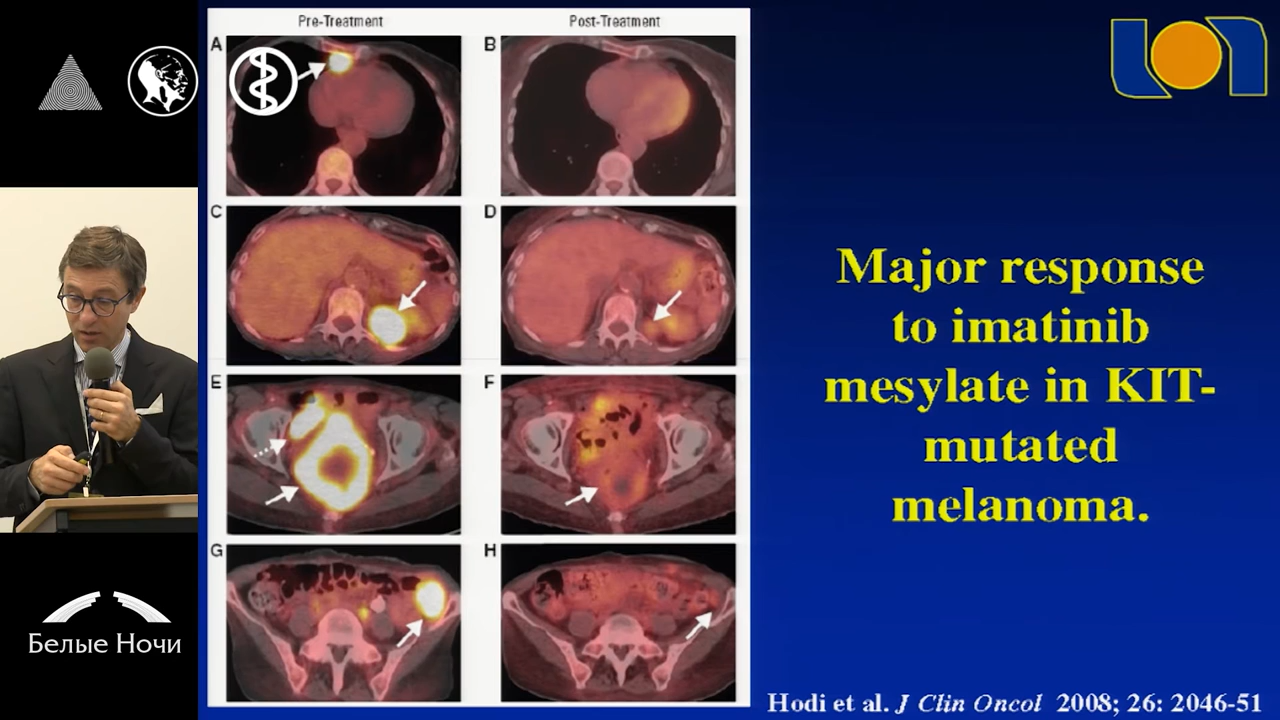 Pre-Treatment
Post-Treatment
A
B
C
D
E
F
G
H
Major response
to imatinib
mesylate in KIT-
mutated
melanoma.
Hodi et al. J Clin Oncol 2008; 26: 2046-51
Белые Ночи